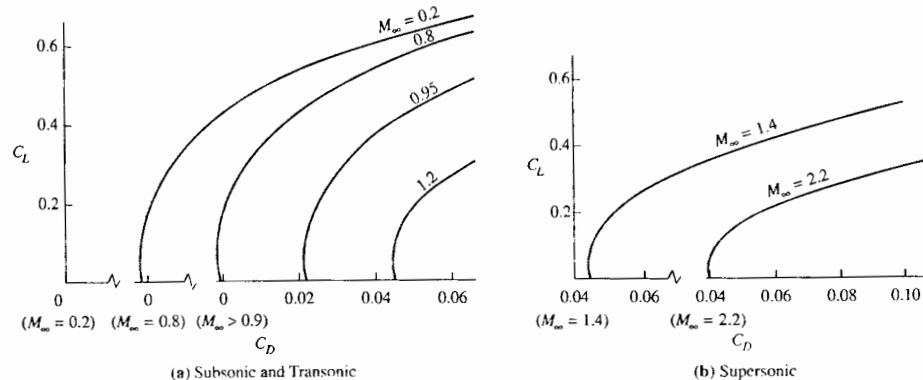 M∞ = 0.2
0.8
0.95
1.2
0.6
0.4
0.2
C_L
0 0 0 0.02 0.04 0.06
(M∞ = 0.2) (M∞ = 0.8) (M∞ > 0.9)
C_D
(a) Subsonic and Transonic
M∞ = 1.4
M∞ = 2.2
0.6
0.4
0.2
C_L
0.04 0.06 0.04 0.06 0.08 0.10
(M∞ = 1.4) (M∞ = 2.2)
C_D
(b) Supersonic